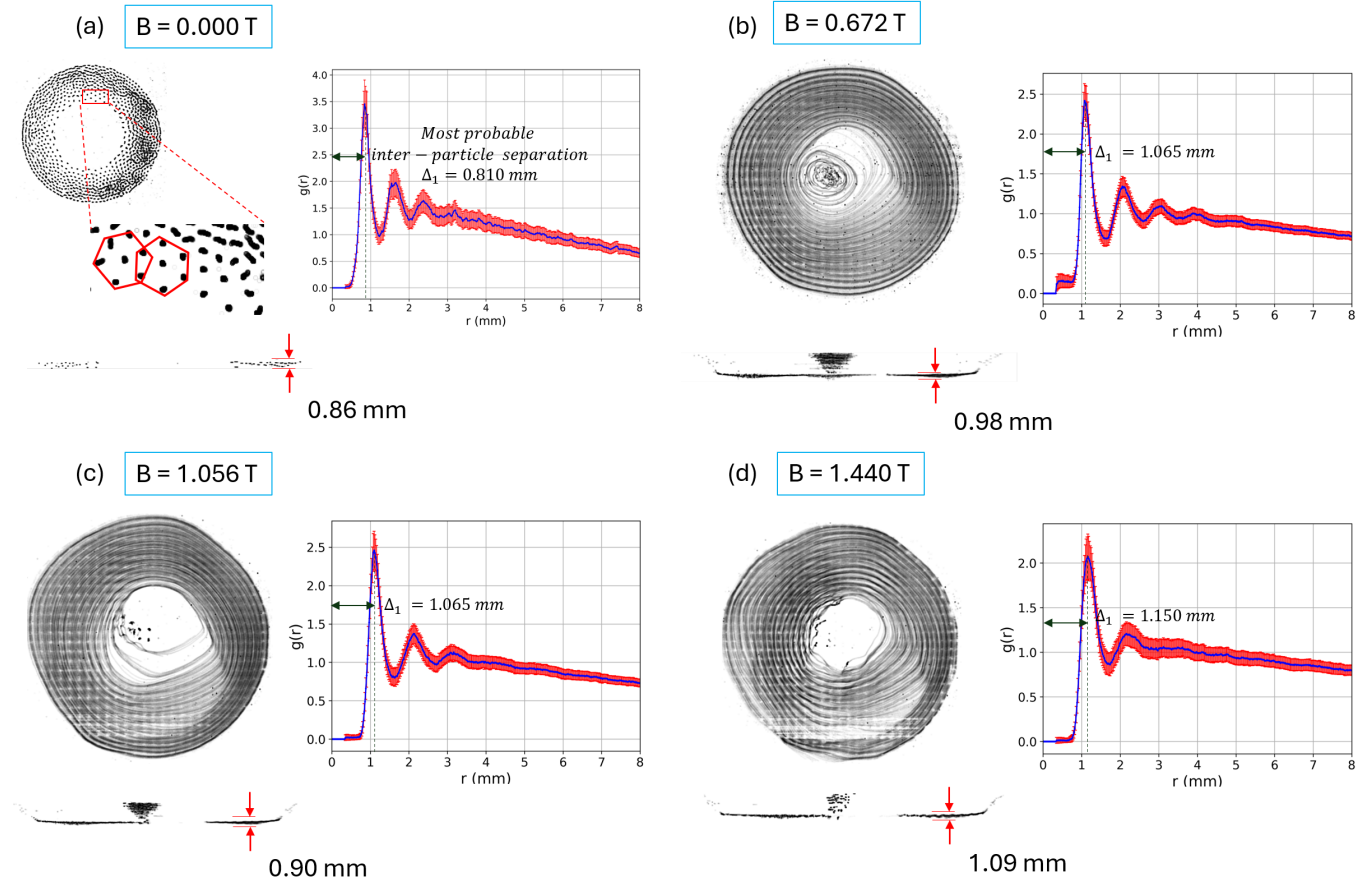 (a)
B = 0.000 T
4.0
3.5
3.0
2.5
2.0
1.5
1.0
0.5
0.0
g(r)
Most probable
inter − particle separation
Δ₁ = 0.810 mm
0 1 2 3 4 5 6 7 8
r (mm)
0.86 mm
(b)
B = 0.672 T
2.5
2.0
1.5
1.0
0.5
0.0
g(r)
Δ₁ = 1.065 mm
0 1 2 3 4 5 6 7 8
r (mm)
0.98 mm
(c)
B = 1.056 T
2.5
2.0
1.5
1.0
0.5
0.0
g(r)
Δ₁ = 1.065 mm
0 1 2 3 4 5 6 7 8
r (mm)
0.90 mm
(d)
B = 1.440 T
2.5
2.0
1.5
1.0
0.5
0.0
g(r)
Δ₁ = 1.150 mm
0 1 2 3 4 5 6 7 8
r (mm)
1.09 mm